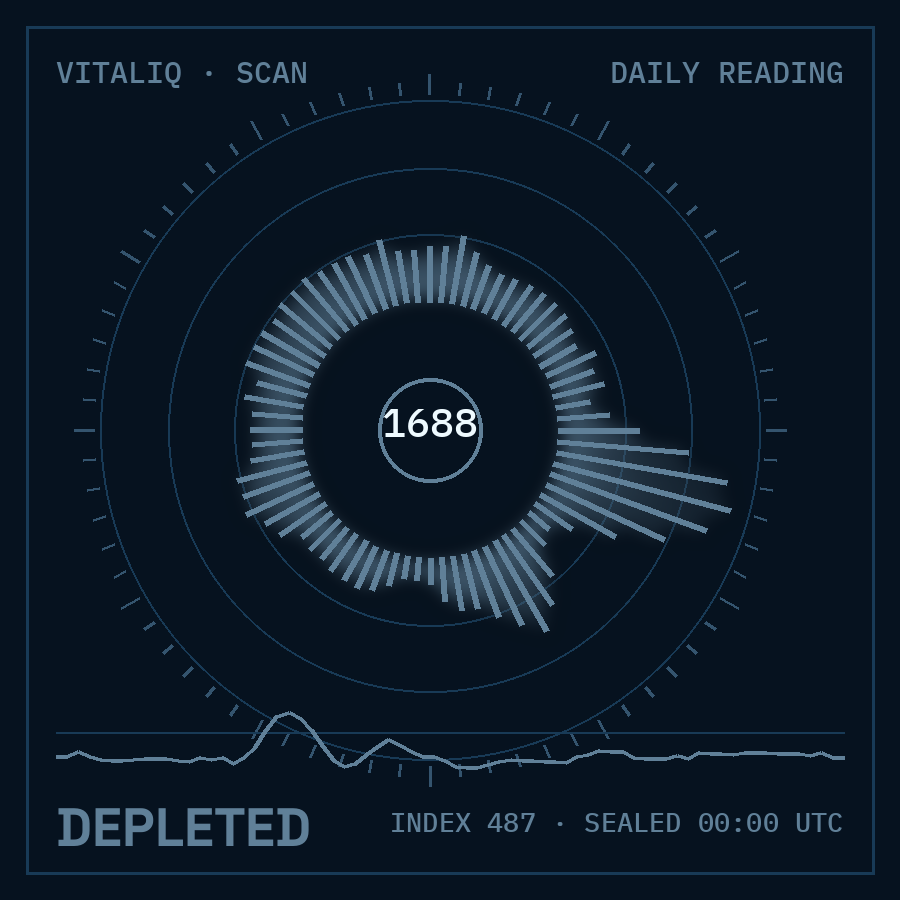 VITALIQ · SCAN
DAILY READING
1688
DEPLETED
INDEX 487 · SEALED 00:00 UTC